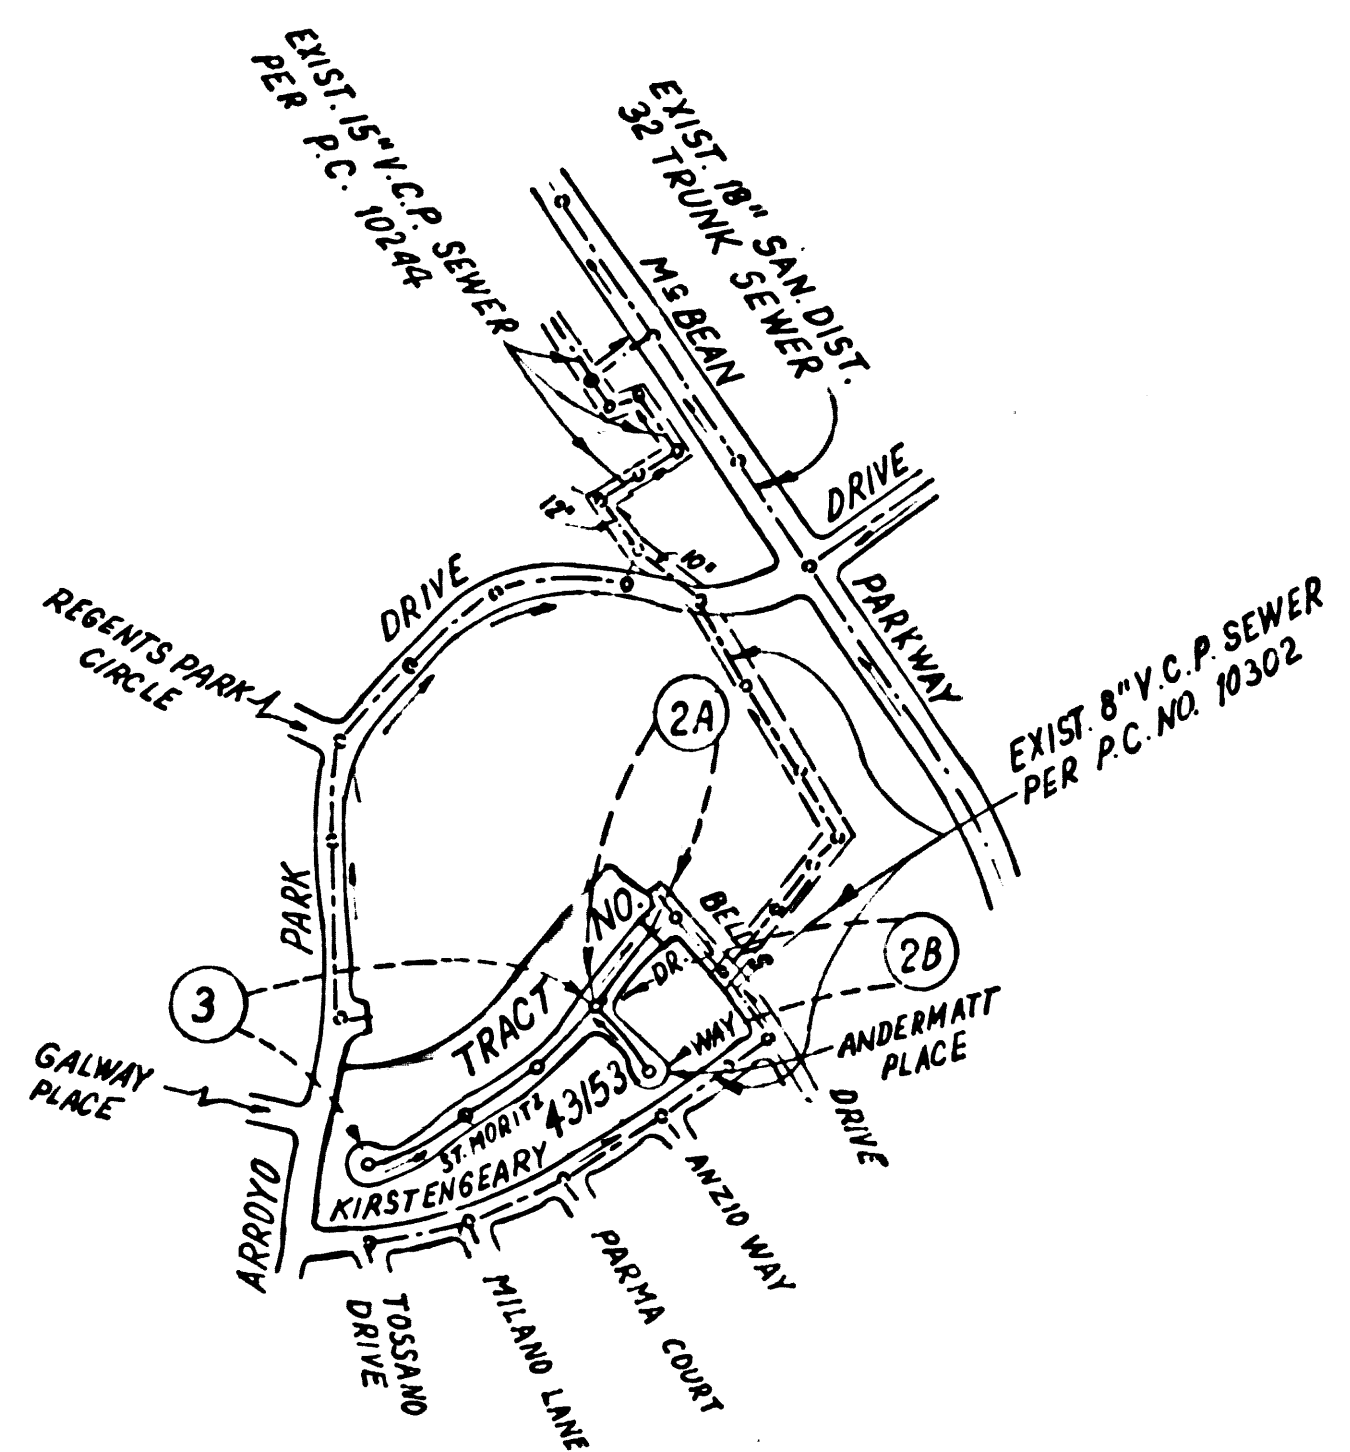 EXIST. 15" V.C.P. SEWER
PER P.C. 10244
EXIST. 18" SAN. DIST.
32 TRUNK SEWER
Mc BEAN
DRIVE
PARKWAY
12"
10"
DRIVE
REGENTS PARK
CIRCLE
2A
EXIST. 8" V.C.P. SEWER
PER P.C. NO. 10302
PARK
NO.
DR.
2B
3
TRACT
WAY
ANDERMATT
PLACE
GALWAY
PLACE
43153
ST. MORITZ
DRIVE
KIRSTENGEARY
ARROYO
ANZIO WAY
PARMA COURT
MILANO LANE
TOSSANO
DRIVE